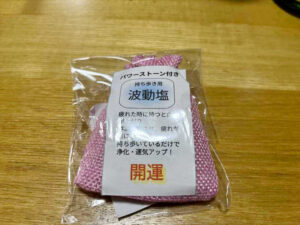 パワーストーン付き
持ち歩き用
波動塩
疲れた時に持つと
疲れ
持ち歩いているだけで
浄化・運気アップ！
開運